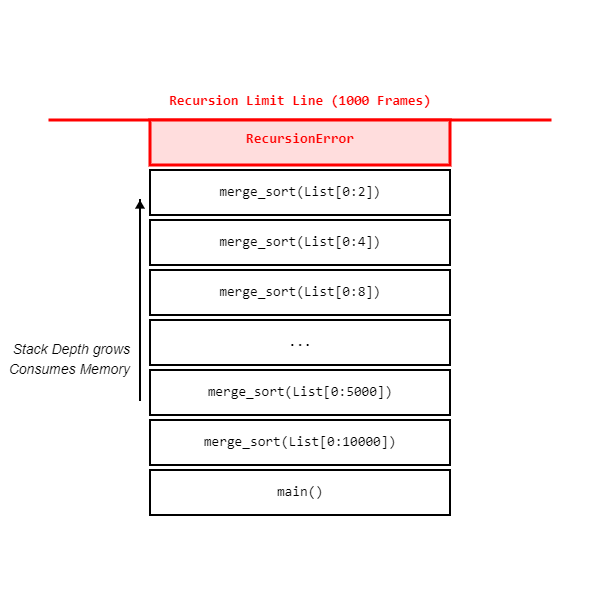 Recursion Limit Line (1000 Frames)
RecursionError
merge_sort(List[0:2])
merge_sort(List[0:4])
merge_sort(List[0:8])
...
Stack Depth grows
Consumes Memory
merge_sort(List[0:5000])
merge_sort(List[0:10000])
main()